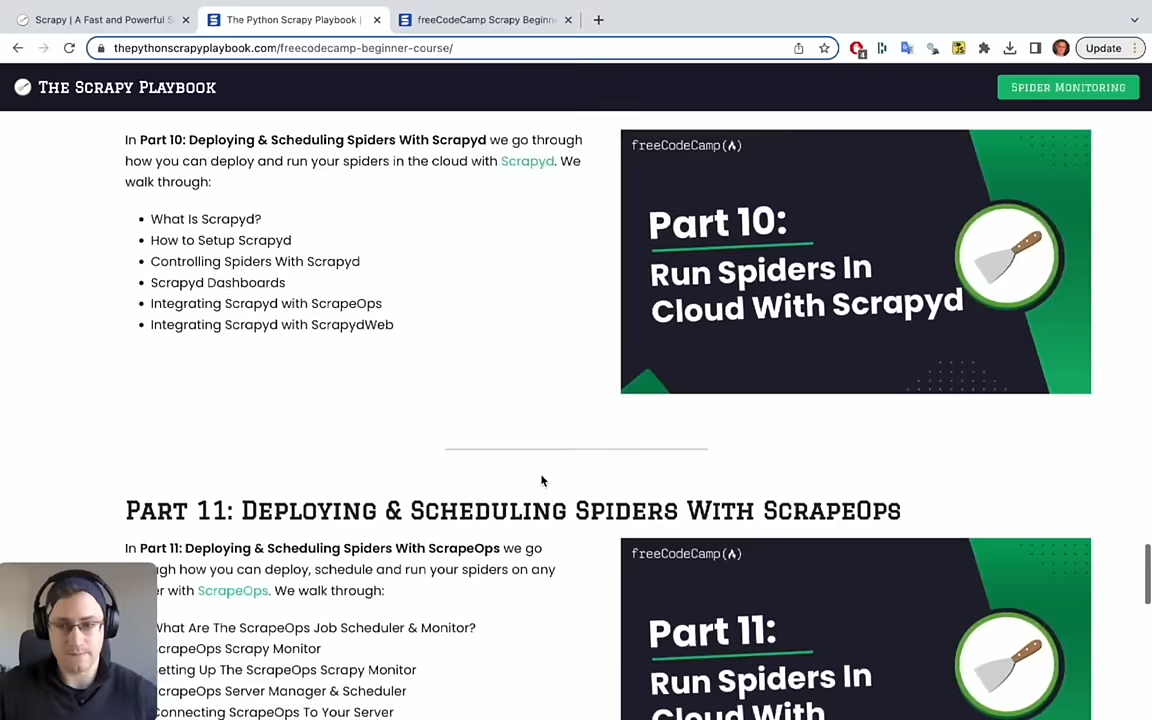 Scrapy | A Fast and Powerful S
The Python Scrapy Playbook |
freeCodeCamp Scrapy Beginn
thepythonscrapyplaybook.com/freecodecamp-beginner-course/
Update
The Scrapy Playbook
Spider Monitoring
In Part 10: Deploying & Scheduling Spiders With Scrapyd we go through
how you can deploy and run your spiders in the cloud with Scrapyd. We
walk through:
• What Is Scrapyd?
• How to Setup Scrapyd
• Controlling Spiders With Scrapyd
• Scrapyd Dashboards
• Integrating Scrapyd with ScrapeOps
• Integrating Scrapyd with ScrapydWeb
freeCodeCamp
Part 10:
Run Spiders In
Cloud With Scrapyd
Part 11: Deploying & Scheduling Spiders With ScrapeOps
In Part 11: Deploying & Scheduling Spiders With ScrapeOps we go
ugh how you can deploy, schedule and run your spiders on any
er with ScrapeOps. We walk through:
What Are The ScrapeOps Job Scheduler & Monitor?
ScrapeOps Scrapy Monitor
etting Up The ScrapeOps Scrapy Monitor
ScrapeOps Server Manager & Scheduler
Connecting ScrapeOps To Your Server
freeCodeCamp
Part 11:
Run Spiders In
Cloud With